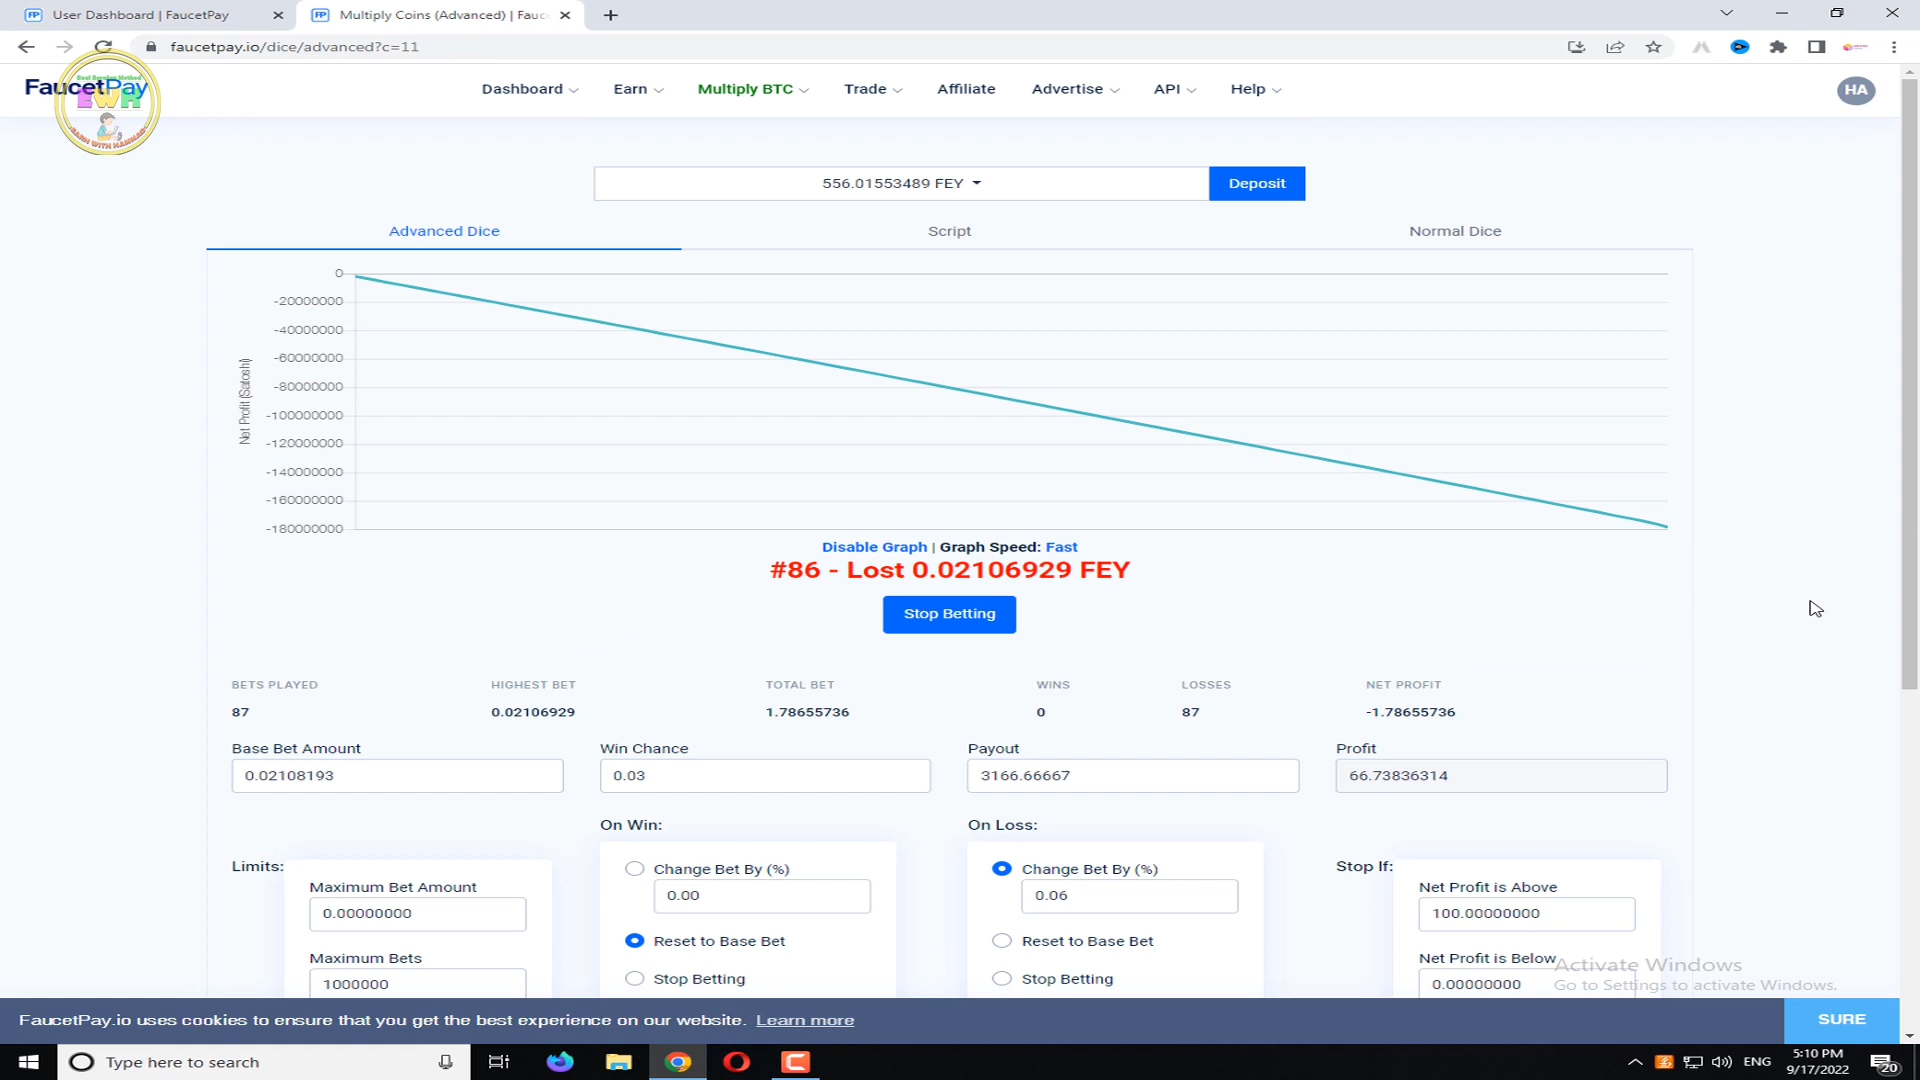 User Dashboard | FaucetPay
Multiply Coins (Advanced) | Fauc
faucetpay.io/dice/advanced?c=11
FaucetPay
Real Earning Method
EWH
EARN WITH HAMMAD
Dashboard
Earn
Multiply BTC
Trade
Affiliate
Advertise
API
Help
HA
556.01553489 FEY
Deposit
Advanced Dice
Script
Normal Dice
Net Profit (Satoshi)
0
-20000000
-40000000
-60000000
-80000000
-100000000
-120000000
-140000000
-160000000
-180000000
Disable Graph | Graph Speed: Fast
#86 - Lost 0.02106929 FEY
Stop Betting
BETS PLAYED
HIGHEST BET
TOTAL BET
WINS
LOSSES
NET PROFIT
87
0.02106929
1.78655736
0
87
-1.78655736
Base Bet Amount
Win Chance
Payout
Profit
0.02108193
0.03
3166.66667
66.73836314
On Win:
On Loss:
Limits:
Stop If:
Change Bet By (%)
Change Bet By (%)
Maximum Bet Amount
Net Profit is Above
0.00
0.06
0.00000000
100.00000000
Reset to Base Bet
Reset to Base Bet
Maximum Bets
Net Profit is Below
Stop Betting
Stop Betting
1000000
0.00000000
Activate Windows
Go to Settings to activate Windows.
FaucetPay.io uses cookies to ensure that you get the best experience on our website. Learn more
SURE
Type here to search
ENG
5:10 PM
9/17/2022
20